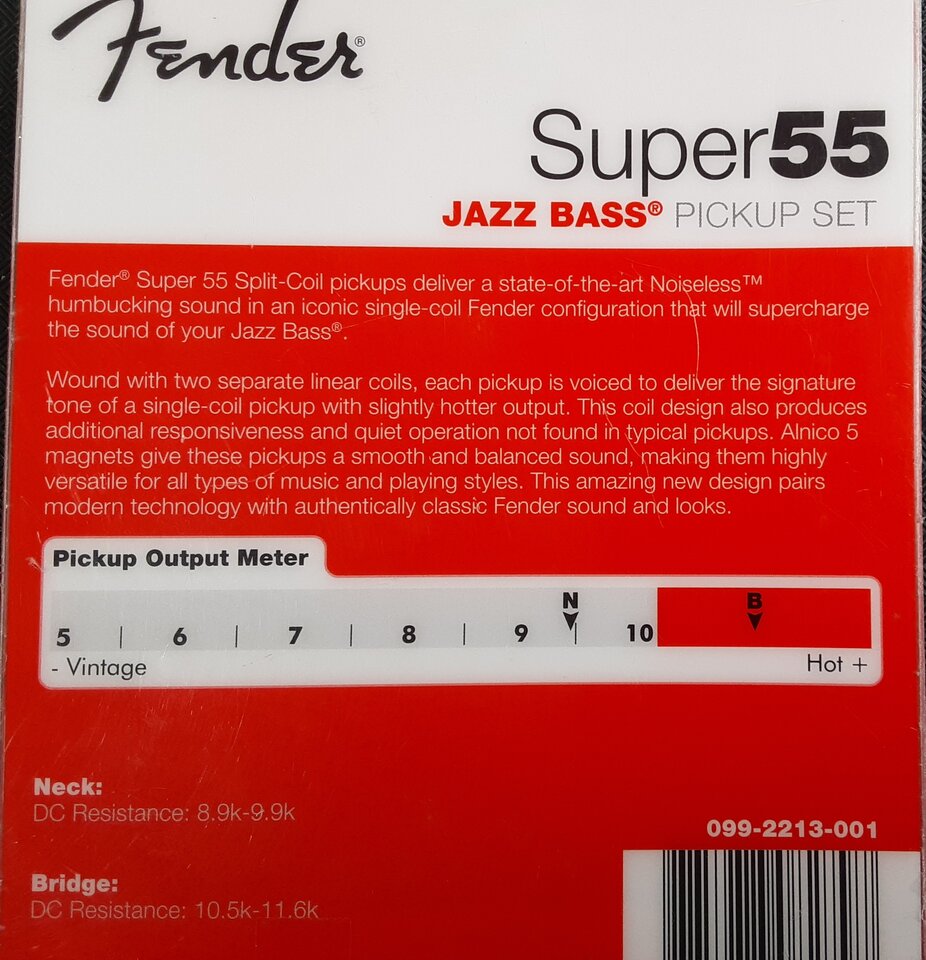 Fender®
Super55
JAZZ BASS® PICKUP SET
Fender® Super 55 Split-Coil pickups deliver a state-of-the-art Noiseless™
humbucking sound in an iconic single-coil Fender configuration that will supercharge
the sound of your Jazz Bass®.
Wound with two separate linear coils, each pickup is voiced to deliver the signature
tone of a single-coil pickup with slightly hotter output. This coil design also produces
additional responsiveness and quiet operation not found in typical pickups. Alnico 5
magnets give these pickups a smooth and balanced sound, making them highly
versatile for all types of music and playing styles. This amazing new design pairs
modern technology with authentically classic Fender sound and looks.
Pickup Output Meter
N B
5 | 6 | 7 | 8 | 9 | 10
- Vintage Hot +
Neck:
DC Resistance: 8.9k-9.9k
099-2213-001
Bridge:
DC Resistance: 10.5k-11.6k